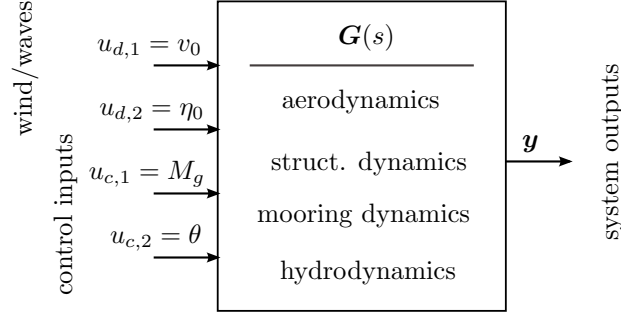 wind/waves
control inputs
u_{d,1} = v_0
u_{d,2} = η_0
u_{c,1} = M_g
u_{c,2} = θ
G(s)
aerodynamics
struct. dynamics
mooring dynamics
hydrodynamics
y
system outputs